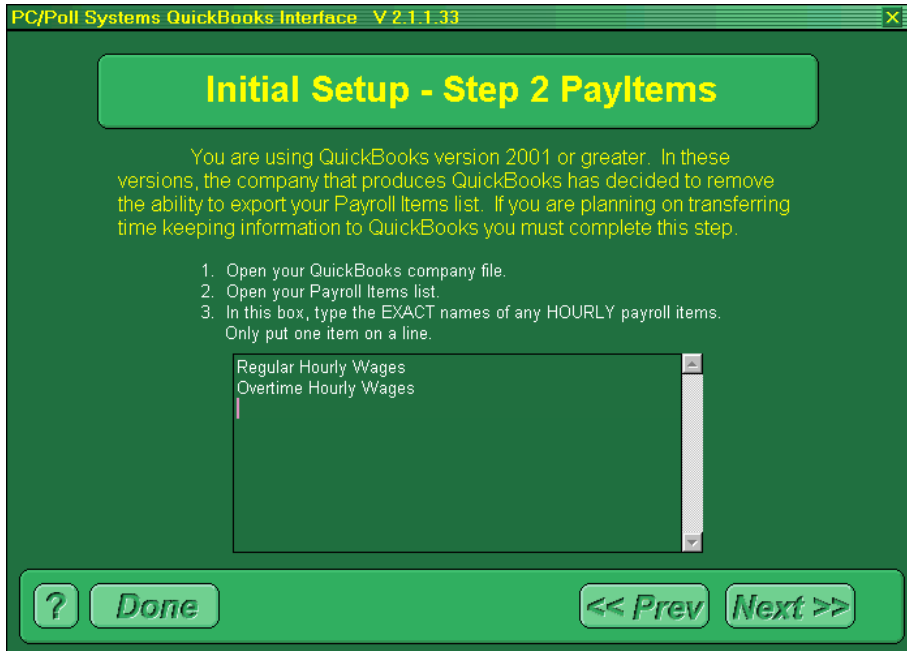 PC/Poll Systems QuickBooks Interface V 2.1.1.33
Initial Setup - Step 2 PayItems
You are using QuickBooks version 2001 or greater. In these
versions, the company that produces QuickBooks has decided to remove
the ability to export your Payroll Items list. If you are planning on transferring
time keeping information to QuickBooks you must complete this step.
1. Open your QuickBooks company file.
2. Open your Payroll Items list.
3. In this box, type the EXACT names of any HOURLY payroll items.
Only put one item on a line.
Regular Hourly Wages
Overtime Hourly Wages
? Done << Prev Next >>